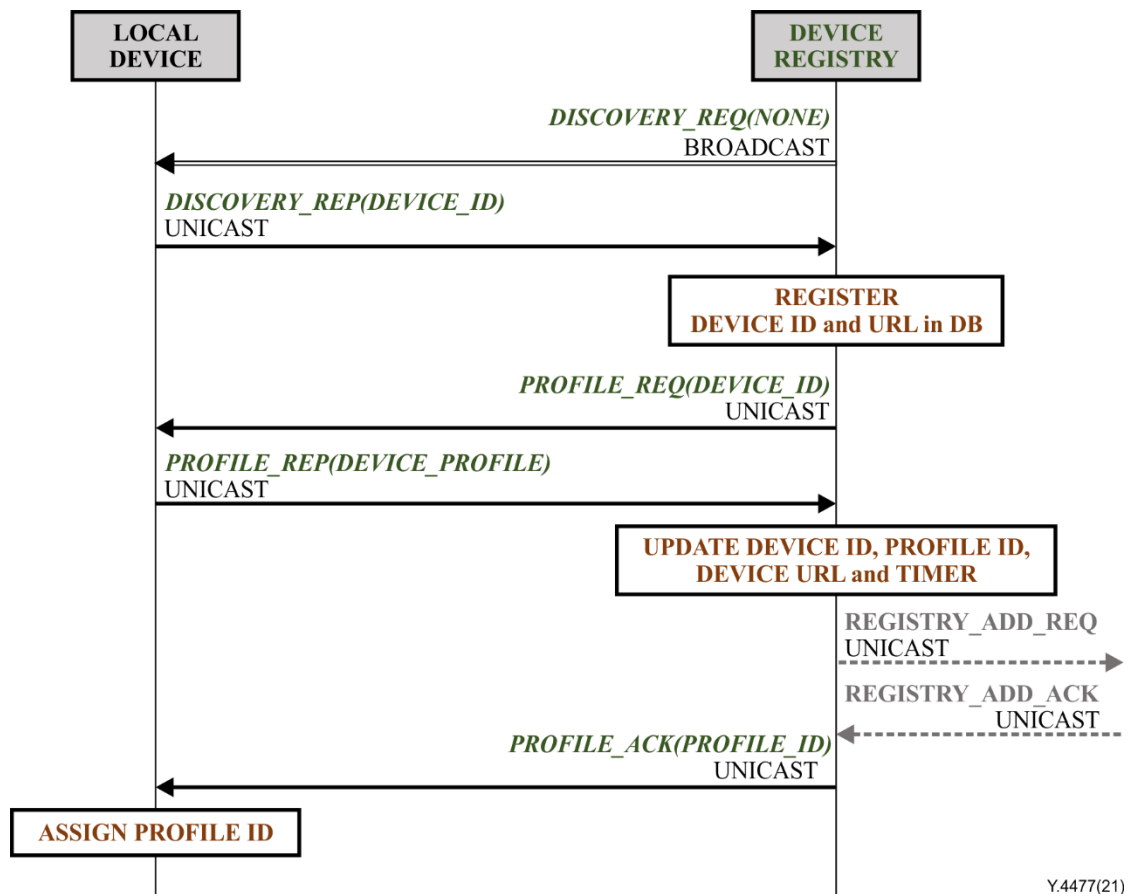 LOCAL
DEVICE
DEVICE
REGISTRY
DISCOVERY_REQ(NONE)
BROADCAST
DISCOVERY_REP(DEVICE_ID)
UNICAST
REGISTER
DEVICE ID and URL in DB
PROFILE_REQ(DEVICE_ID)
UNICAST
PROFILE_REP(DEVICE_PROFILE)
UNICAST
UPDATE DEVICE ID, PROFILE ID,
DEVICE URL and TIMER
REGISTRY_ADD_REQ
UNICAST
REGISTRY_ADD_ACK
UNICAST
PROFILE_ACK(PROFILE_ID)
UNICAST
ASSIGN PROFILE ID
Y.4477(21)